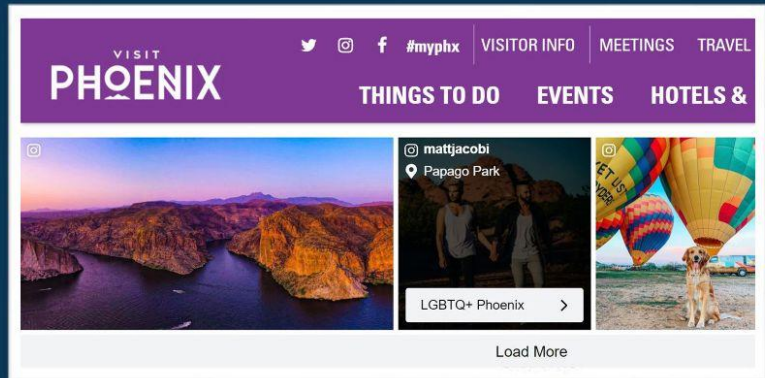 VISIT
PHOENIX
#myphx VISITOR INFO MEETINGS TRAVEL
THINGS TO DO EVENTS HOTELS &
mattjacobi
Papago Park
LGBTQ+ Phoenix
Load More